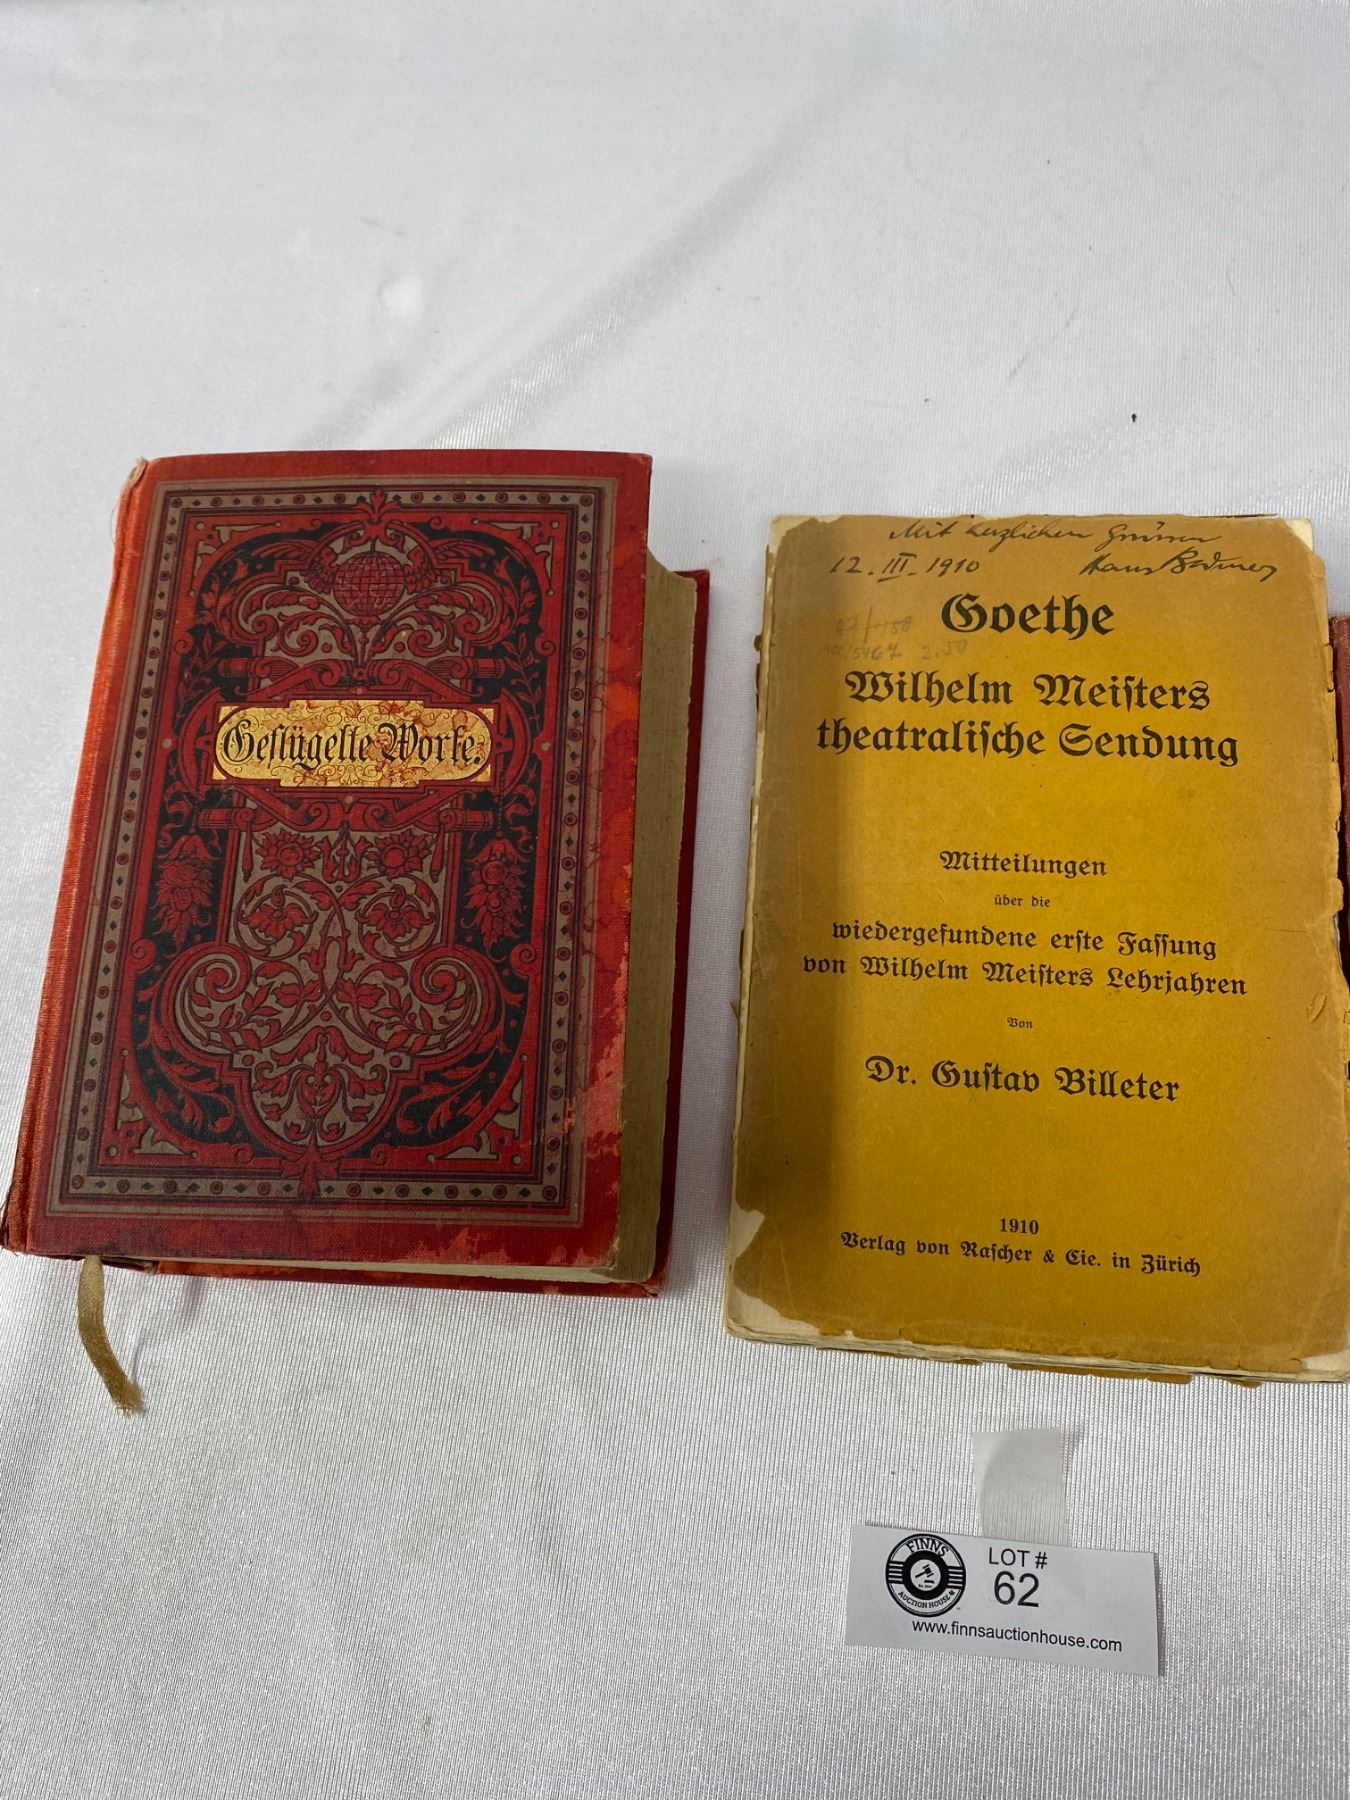 Geflügelte Worte.
Mit herzlichen Grüssen
12. III. 1910 Hans Bodmer
Goethe
Wilhelm Meiſters
theatraliſche Sendung
Mitteilungen
über die
wiedergefundene erſte Faſſung
von Wilhelm Meiſters Lehrjahren
Von
Dr. Guſtav Billeter
1910
Verlag von Raſcher & Cie. in Zürich
FINNS
AUCTION HOUSE
LOT #
62
www.finnsauctionhouse.com